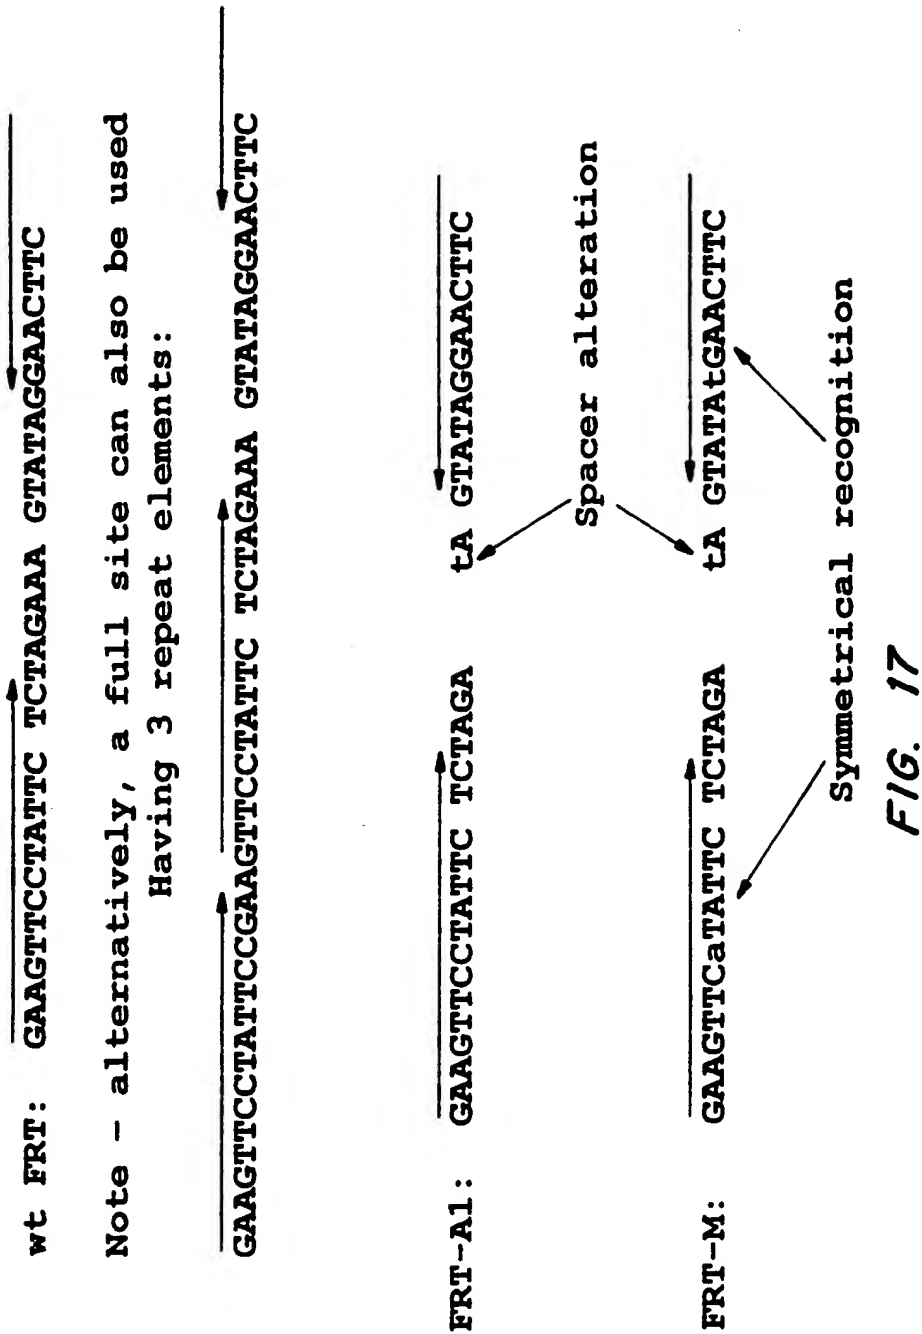 wt FRT: GAAGTTCCTATTC TCTAGAAA GTATAGGAACTTC
Note - alternatively, a full site can also be used
Having 3 repeat elements:
GAAGTTCCTATTCCGAAGTTCCTATTC TCTAGAAA GTATAGGAACTTC
FRT-A1: GAAGTTCCTATTC TCTAGA tA GTATAGGAACTTC
Spacer alteration
FRT-M: GAAGTTCaTATTC TCTAGA tA GTATAtGAACTTC
Symmetrical recognition
FIG. 17